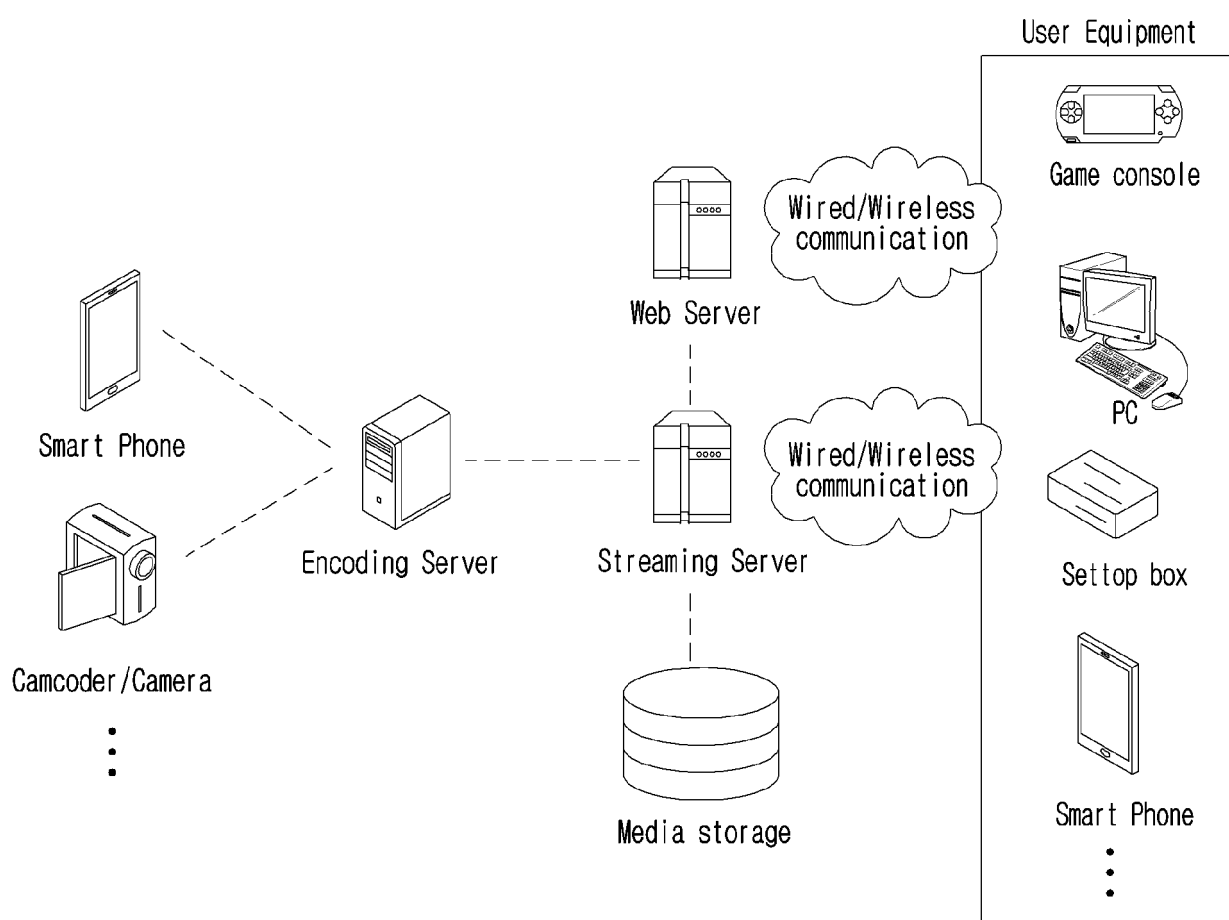 User Equipment
Game console
Wired/Wireless
communication
Web Server
PC
Smart Phone
Wired/Wireless
communication
Encoding Server
Streaming Server
Settop box
Camcoder/Camera
Media storage
Smart Phone